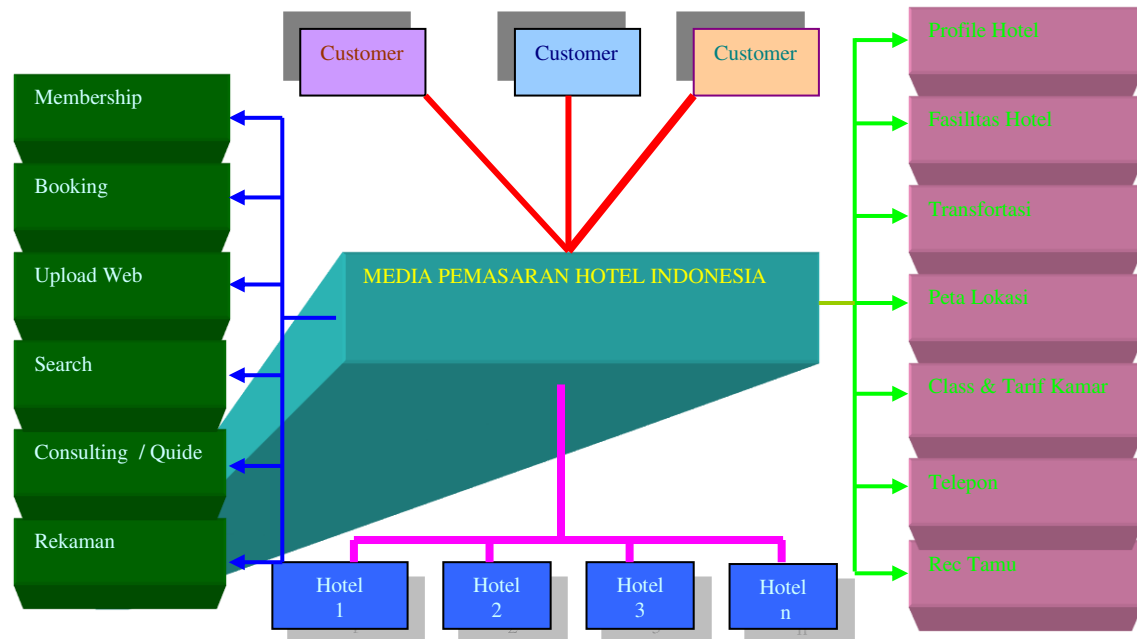 Customer
Customer
Customer
Profile Hotel
Membership
Fasilitas Hotel
Booking
Transfortasi
Upload Web
MEDIA PEMASARAN HOTEL INDONESIA
Peta Lokasi
Search
Class & Tarif Kamar
Consulting / Quide
Telepon
Rekaman
Rec Tamu
Hotel
1
Hotel
2
Hotel
3
Hotel
n